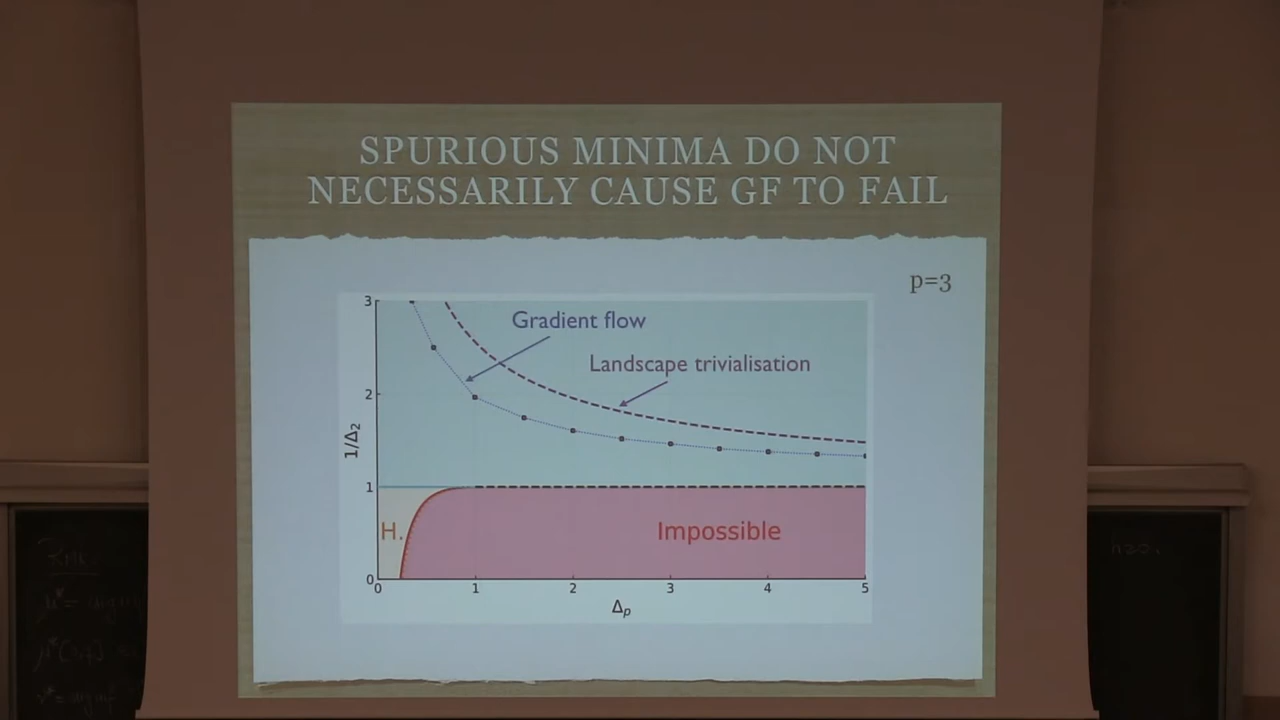 SPURIOUS MINIMA DO NOT
NECESSARILY CAUSE GF TO FAIL
p=3
3
Gradient flow
Landscape trivialisation
2
1/Δ₂
1
H.
Impossible
0
0 1 2 3 4 5
Δₚ